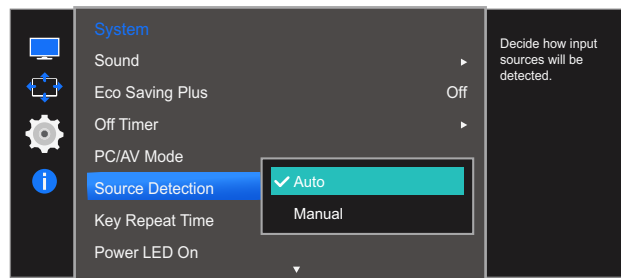 System
Sound
Eco Saving Plus Off
Off Timer
PC/AV Mode
Source Detection
Key Repeat Time
Power LED On
Auto
Manual
Decide how input
sources will be
detected.